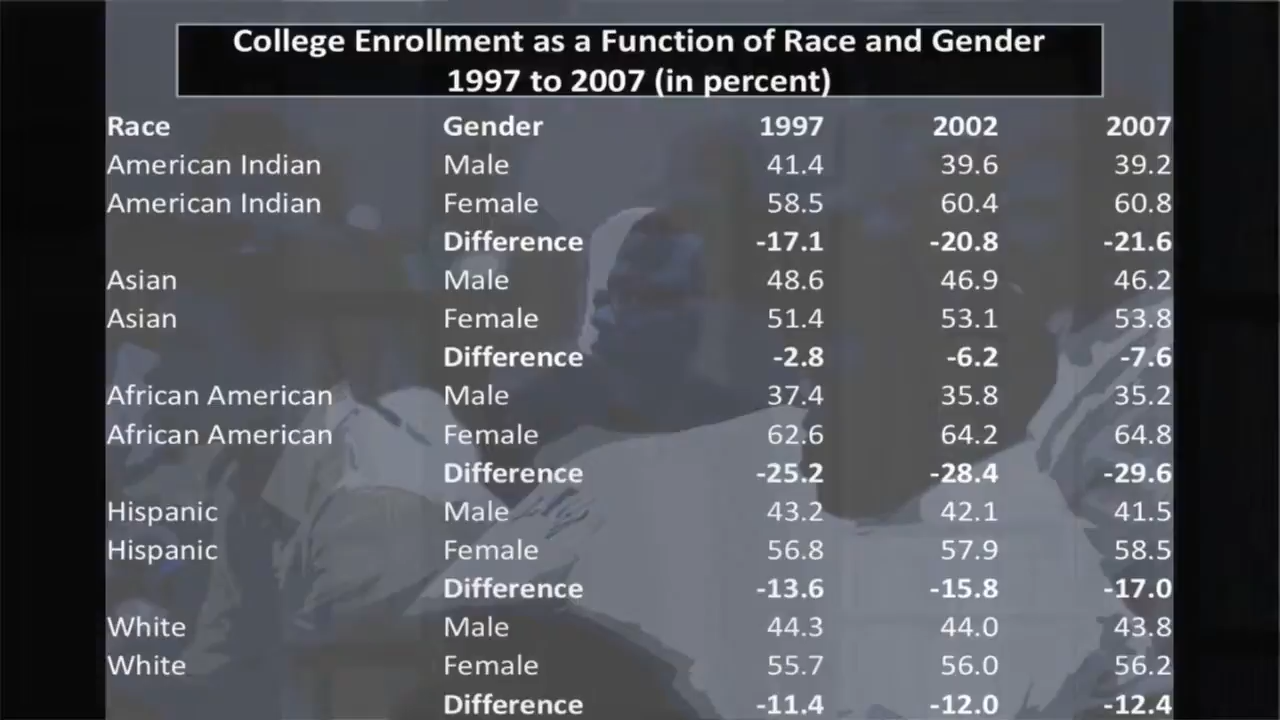 College Enrollment as a Function of Race and Gender
1997 to 2007 (in percent)
Race Gender 1997 2002 2007
American Indian Male 41.4 39.6 39.2
American Indian Female 58.5 60.4 60.8
Difference -17.1 -20.8 -21.6
Asian Male 48.6 46.9 46.2
Asian Female 51.4 53.1 53.8
Difference -2.8 -6.2 -7.6
African American Male 37.4 35.8 35.2
African American Female 62.6 64.2 64.8
Difference -25.2 -28.4 -29.6
Hispanic Male 43.2 42.1 41.5
Hispanic Female 56.8 57.9 58.5
Difference -13.6 -15.8 -17.0
White Male 44.3 44.0 43.8
White Female 55.7 56.0 56.2
Difference -11.4 -12.0 -12.4